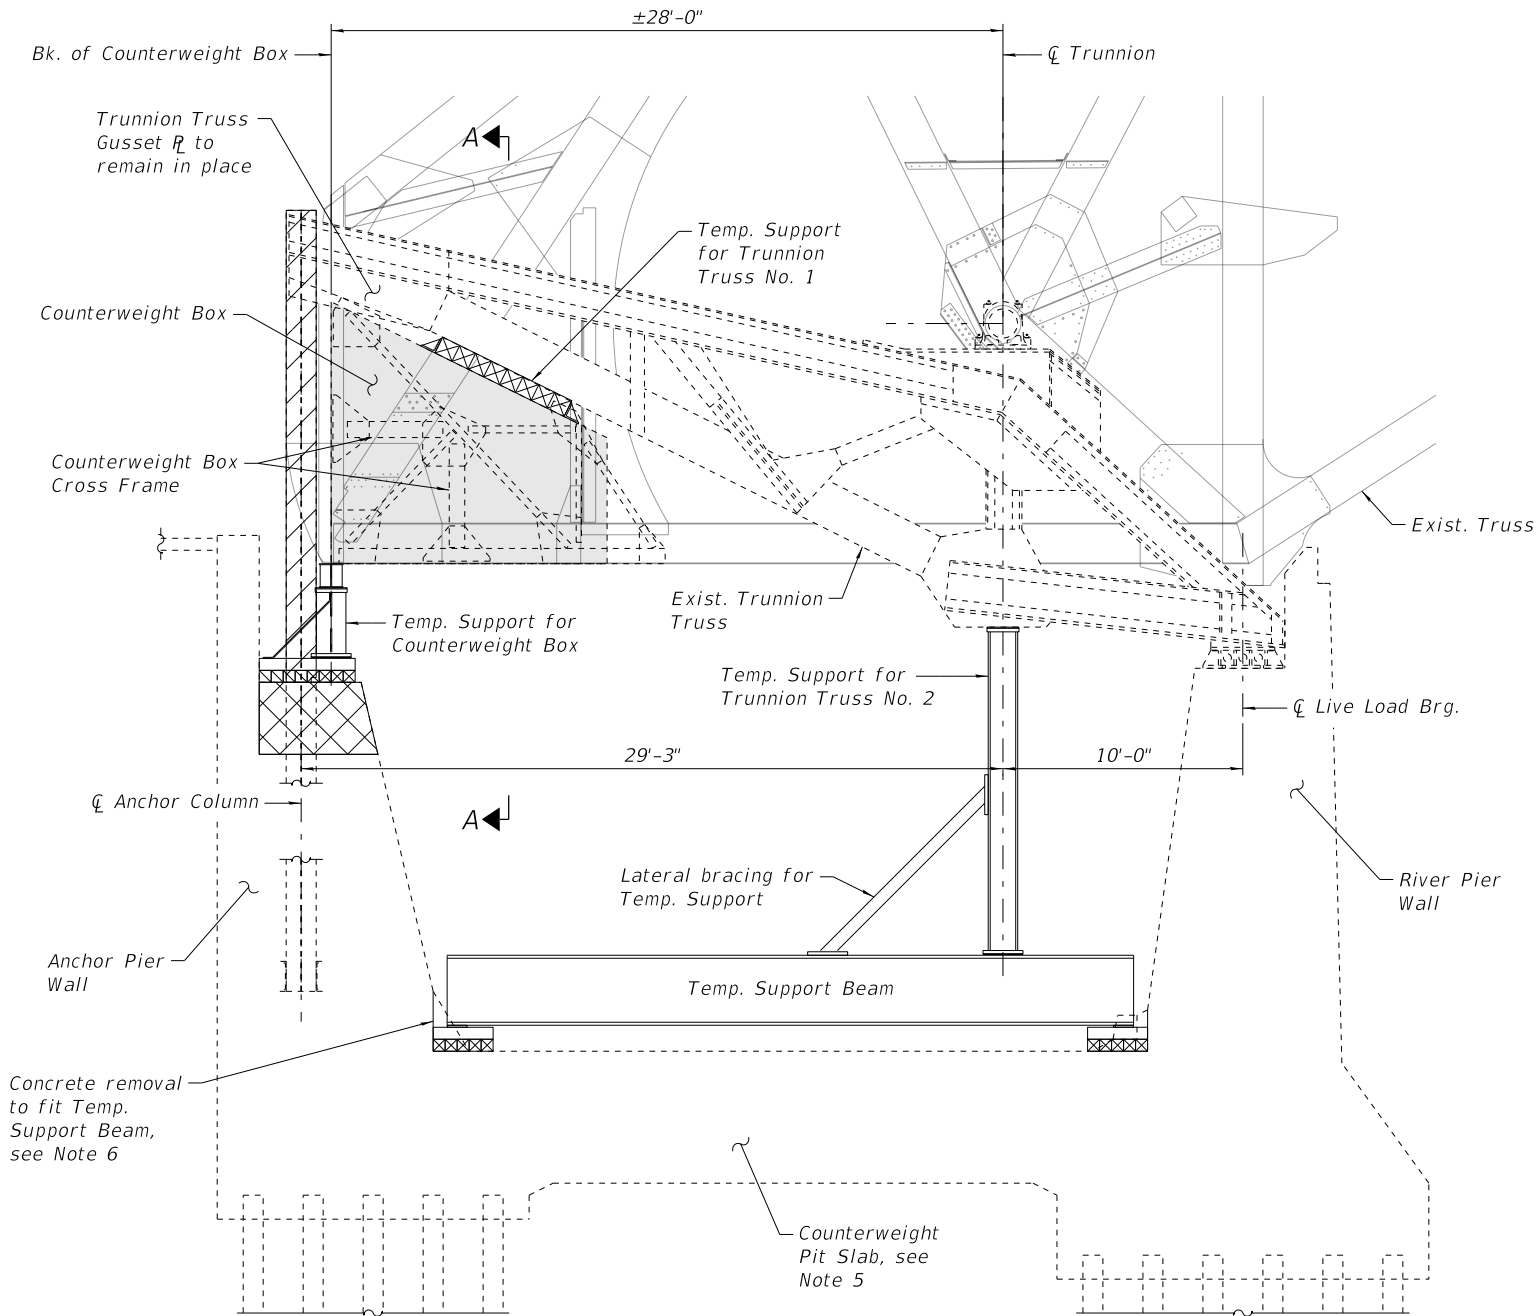 ±28'-0"
Bk. of Counterweight Box
℄ Trunnion
Trunnion Truss
Gusset ⅊ to
remain in place
A
Temp. Support
for Trunnion
Truss No. 1
Counterweight Box
Counterweight Box
Cross Frame
Exist. Truss
Exist. Trunnion
Truss
Temp. Support for
Counterweight Box
Temp. Support for
Trunnion Truss No. 2
℄ Live Load Brg.
29'-3"
10'-0"
℄ Anchor Column
A
Lateral bracing for
Temp. Support
River Pier
Wall
Anchor Pier
Wall
Temp. Support Beam
Concrete removal
to fit Temp.
Support Beam,
see Note 6
Counterweight
Pit Slab, see
Note 5